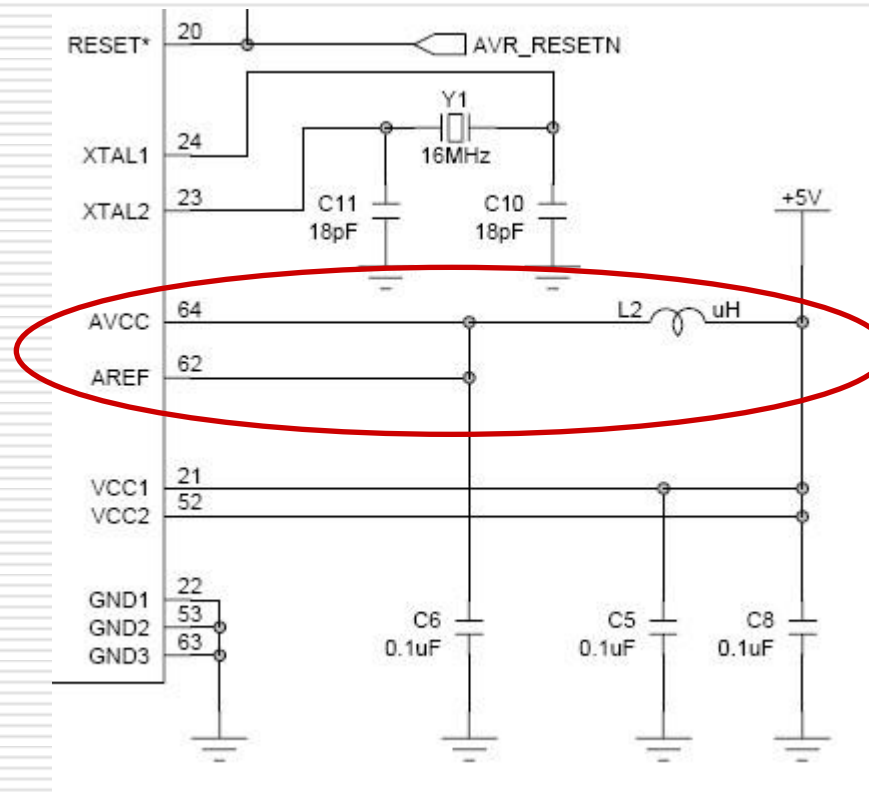 RESET* 20 AVR_RESETN
Y1
XTAL1 24 16MHz
XTAL2 23 C11 C10 +5V
18pF 18pF
AVCC 64 L2 uH
AREF 62
VCC1 21
VCC2 52
GND1 22
GND2 53 C6 C5 C8
GND3 63 0.1uF 0.1uF 0.1uF